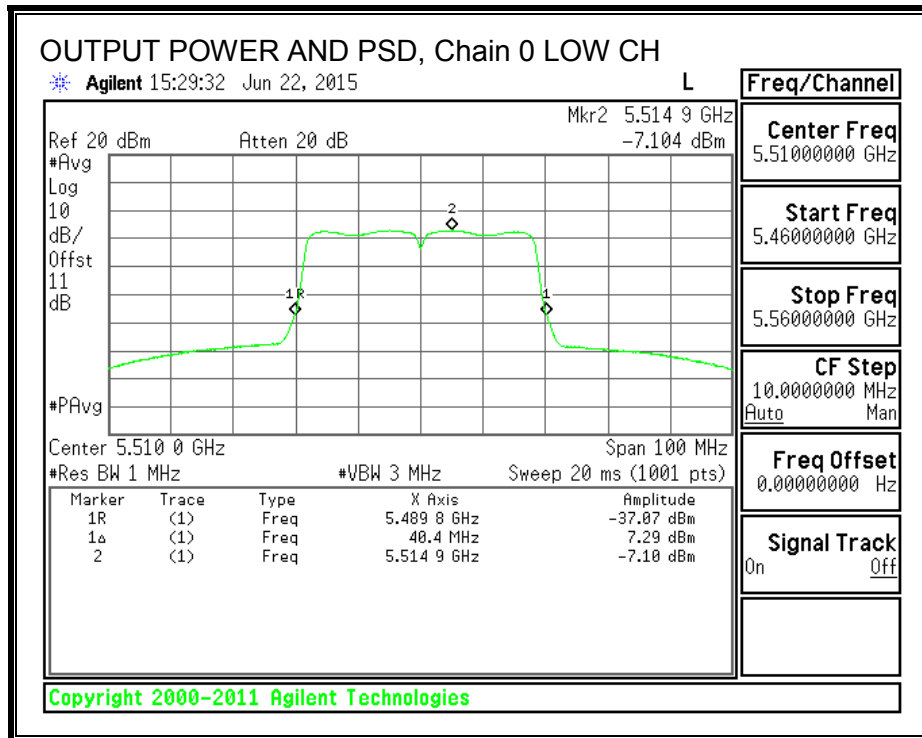 OUTPUT POWER AND PSD, Chain 0 LOW CH
Agilent 15:29:32 Jun 22, 2015 L
Mkr2 5.514 9 GHz
Ref 20 dBm Atten 20 dB -7.104 dBm
#Avg
Log
10
dB/
Offst
11
dB
#PAvg
2
1R
1
Center 5.510 0 GHz Span 100 MHz
#Res BW 1 MHz #VBW 3 MHz Sweep 20 ms (1001 pts)
Marker Trace Type X Axis Amplitude
1R (1) Freq 5.489 8 GHz -37.07 dBm
1Δ (1) Freq 40.4 MHz 7.29 dBm
2 (1) Freq 5.514 9 GHz -7.10 dBm
Freq/Channel
Center Freq
5.51000000 GHz
Start Freq
5.46000000 GHz
Stop Freq
5.56000000 GHz
CF Step
10.0000000 MHz
Auto Man
Freq Offset
0.00000000 Hz
Signal Track
On Off
Copyright 2000-2011 Agilent Technologies